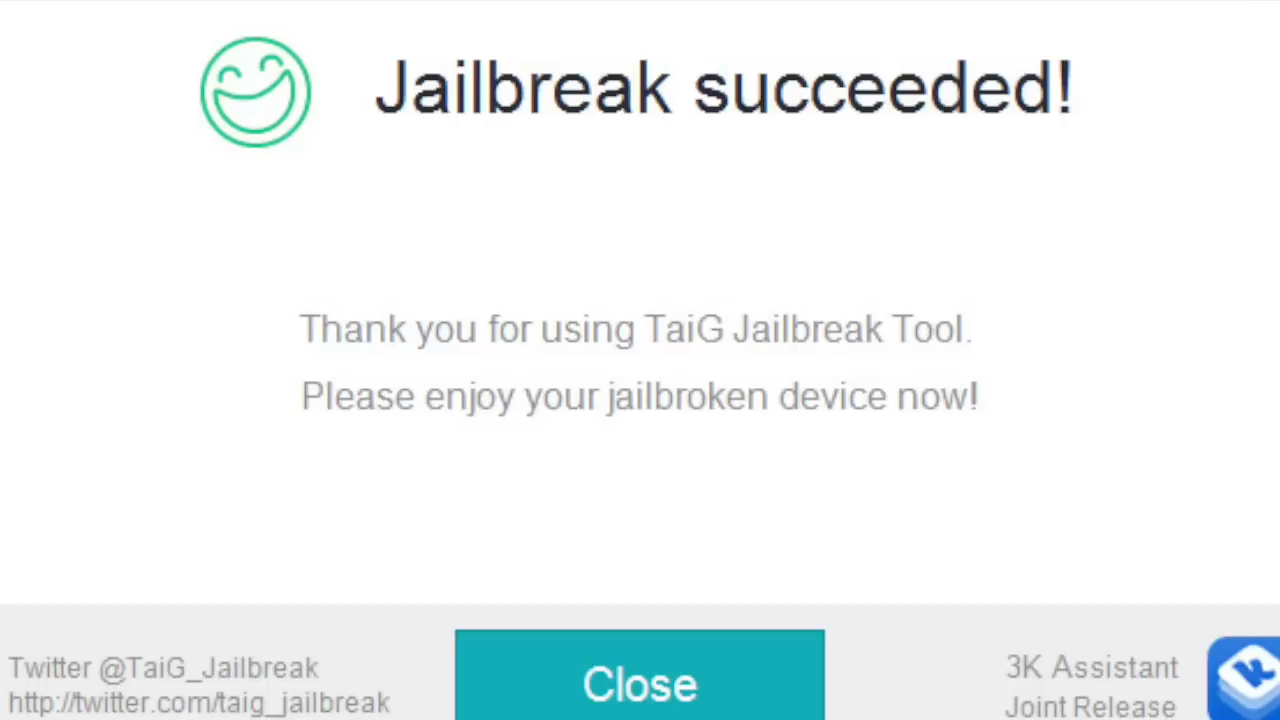 Jailbreak succeeded!
Thank you for using TaiG Jailbreak Tool.
Please enjoy your jailbroken device now!
Twitter @TaiG_Jailbreak
http://twitter.com/taig_jailbreak
Close
3K Assistant
Joint Release